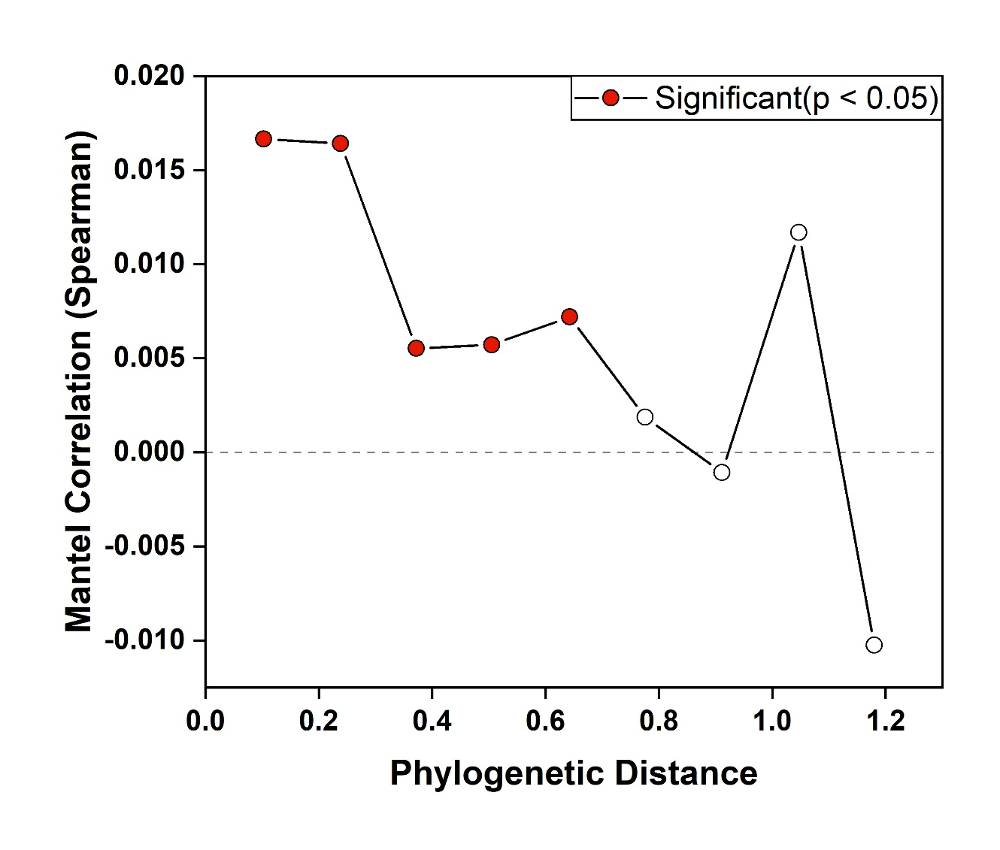 Significant(p < 0.05)
0.020
0.015
0.010
0.005
0.000
-0.005
-0.010
Mantel Correlation (Spearman)
0.0 0.2 0.4 0.6 0.8 1.0 1.2
Phylogenetic Distance